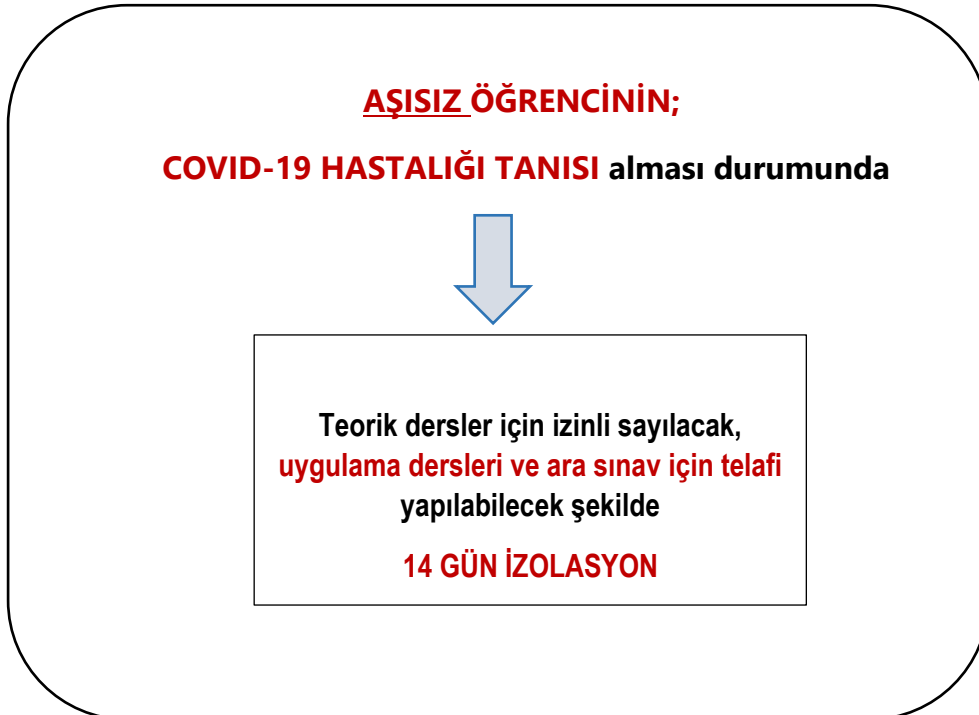 AŞISIZ ÖĞRENCİNİN;
COVID-19 HASTALIĞI TANISI alması durumunda
Teorik dersler için izinli sayılacak,
uygulama dersleri ve ara sınav için telafi
yapılabilecek şekilde
14 GÜN İZOLASYON